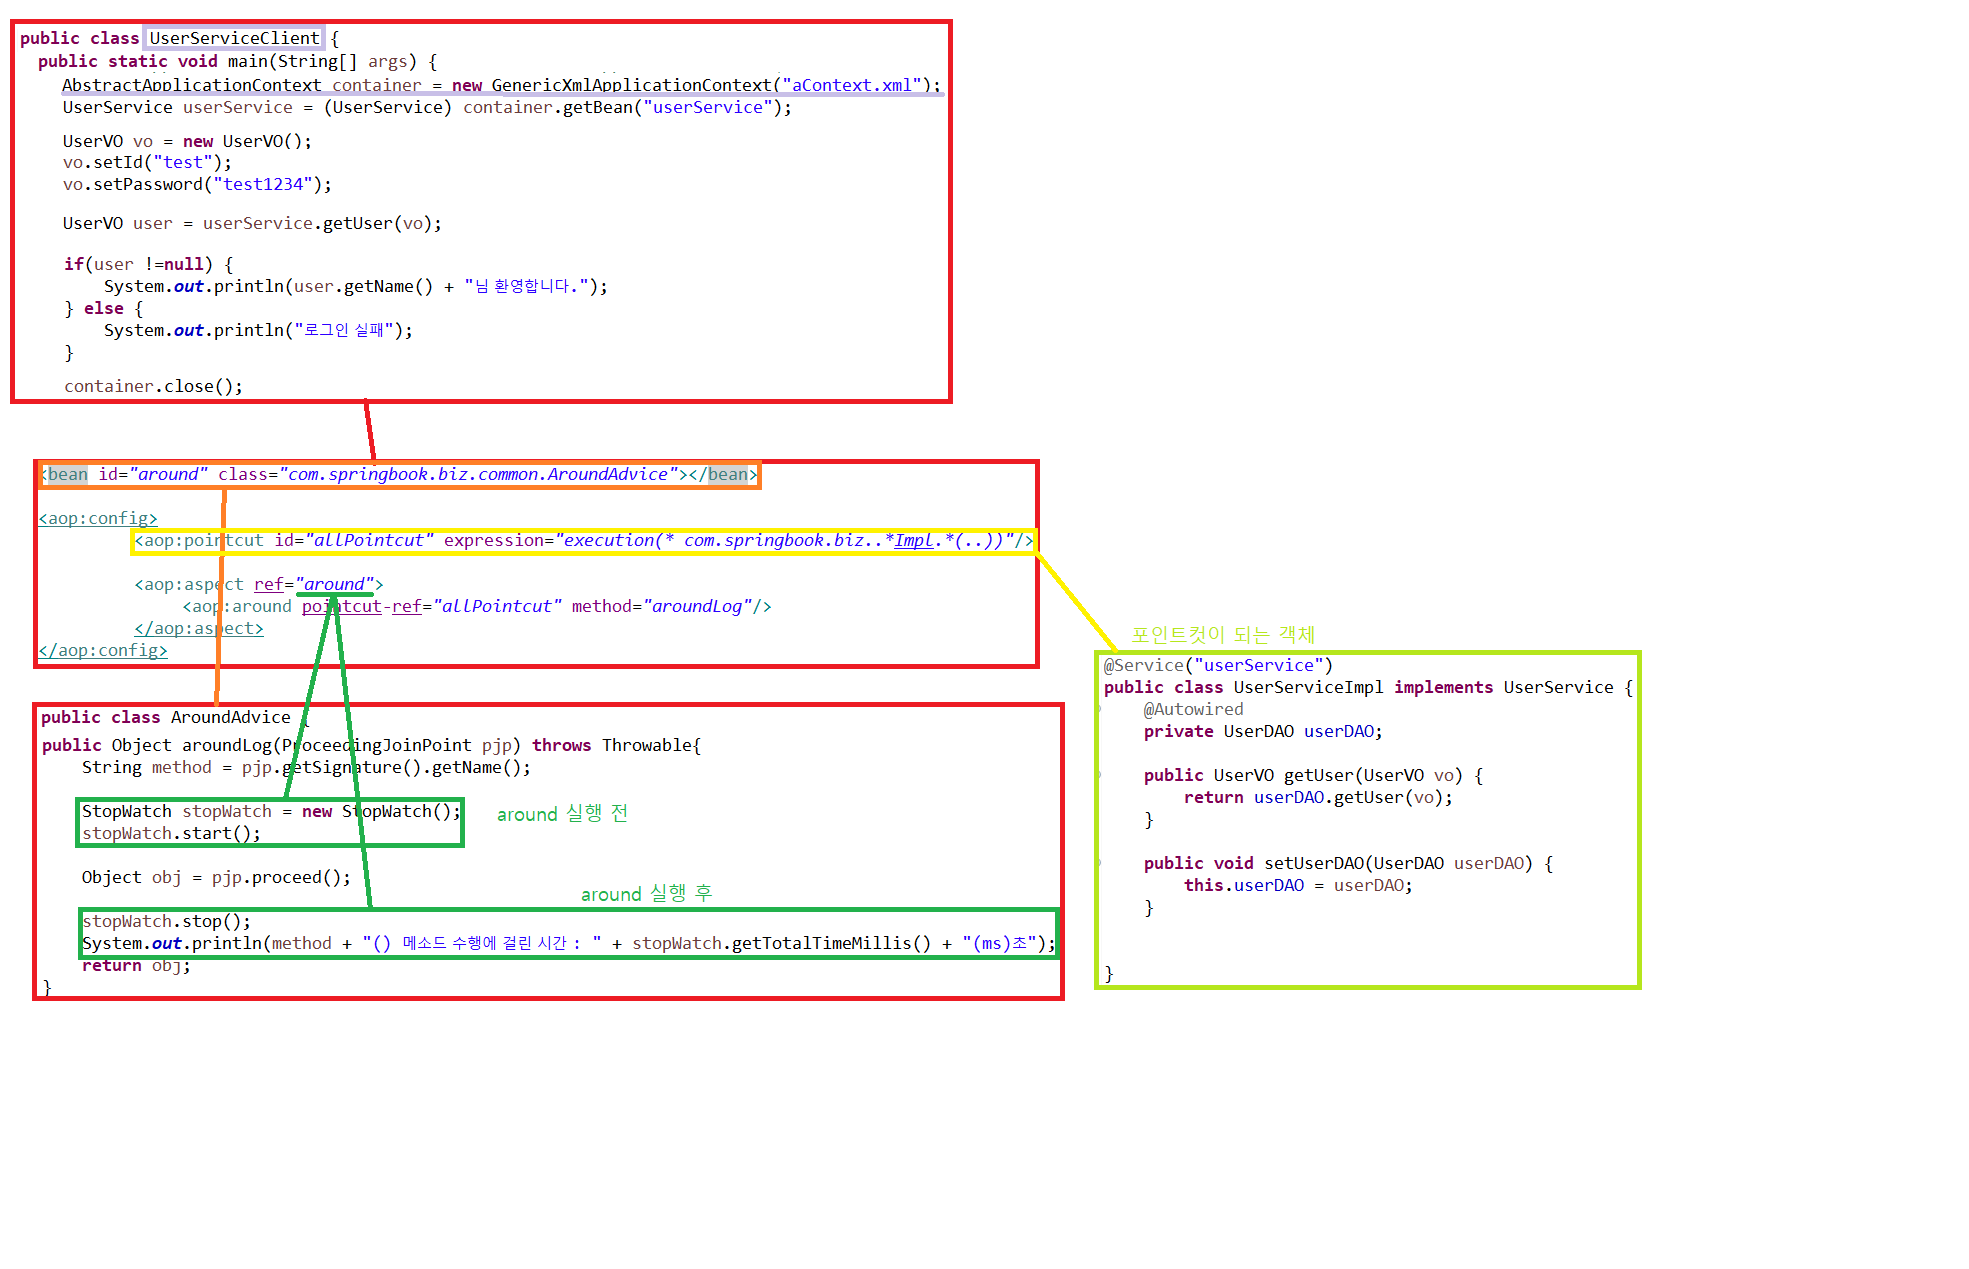 public class UserServiceClient {
public static void main(String[] args) {
AbstractApplicationContext container = new GenericXmlApplicationContext("aContext.xml");
UserService userService = (UserService) container.getBean("userService");
UserVO vo = new UserVO();
vo.setId("test");
vo.setPassword("test1234");
UserVO user = userService.getUser(vo);
if(user !=null) {
System.out.println(user.getName() + "님 환영합니다.");
} else {
System.out.println("로그인 실패");
}
container.close();
<bean id="around" class="com.springbook.biz.common.AroundAdvice"></bean>
<aop:config>
<aop:pointcut id="allPointcut" expression="execution(* com.springbook.biz..*Impl.*(..))"/>
<aop:aspect ref="around">
<aop:around pointcut-ref="allPointcut" method="aroundLog"/>
</aop:aspect>
</aop:config>
public class AroundAdvice {
public Object aroundLog(ProceedingJoinPoint pjp) throws Throwable{
String method = pjp.getSignature().getName();
StopWatch stopWatch = new StopWatch();
stopWatch.start();
around 실행 전
Object obj = pjp.proceed();
around 실행 후
stopWatch.stop();
System.out.println(method + "() 메소드 수행에 걸린 시간 : " + stopWatch.getTotalTimeMillis() + "(ms)초");
return obj;
}
포인트컷이 되는 객체
@Service("userService")
public class UserServiceImpl implements UserService {
@Autowired
private UserDAO userDAO;
public UserVO getUser(UserVO vo) {
return userDAO.getUser(vo);
}
public void setUserDAO(UserDAO userDAO) {
this.userDAO = userDAO;
}
}